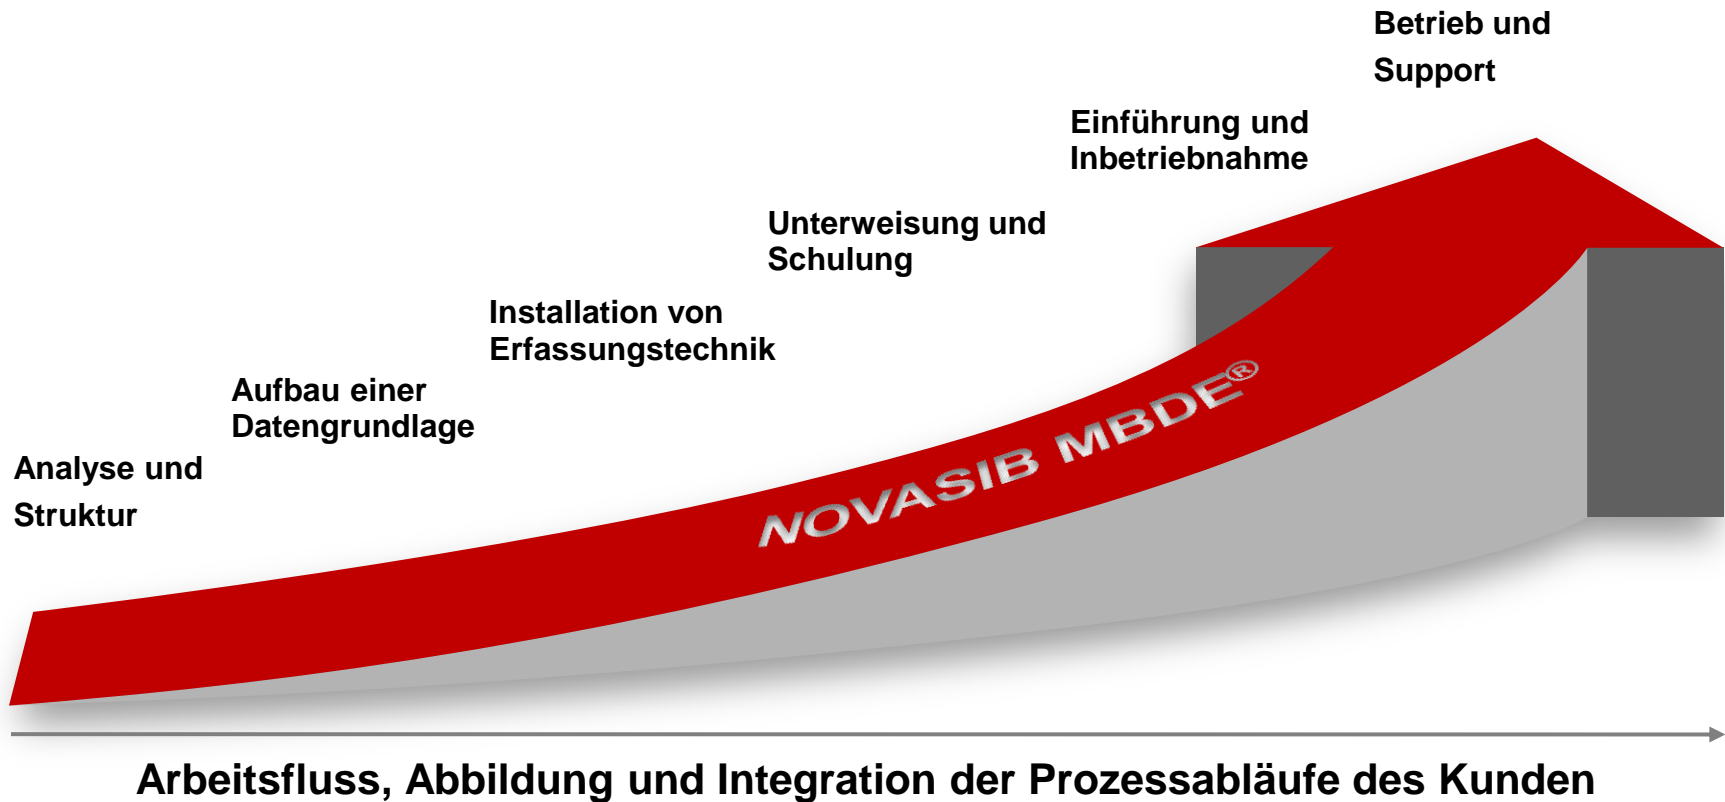 Betrieb und
Support
Einführung und
Inbetriebnahme
Unterweisung und
Schulung
Installation von
Erfassungstechnik
Aufbau einer
Datengrundlage
Analyse und
Struktur
NOVASIB MBDE®
Arbeitsfluss, Abbildung und Integration der Prozessabläufe des Kunden